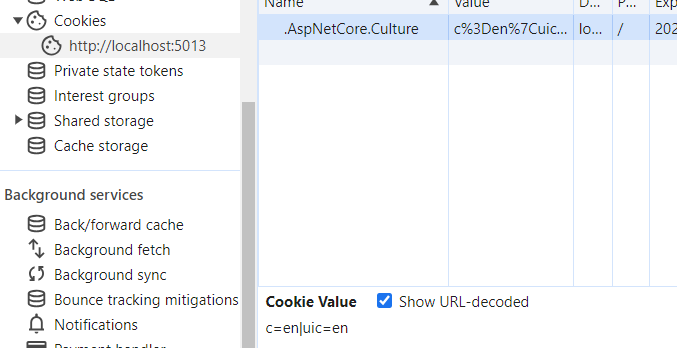 Cookies
http://localhost:5013
Private state tokens
Interest groups
Shared storage
Cache storage
Background services
Back/forward cache
Background fetch
Background sync
Bounce tracking mitigations
Notifications
Payment handler
Name
Value
D...
P...
.AspNetCore.Culture
c%3Den%7Cuic...
lo...
/
202
Cookie Value
Show URL-decoded
c=en|uic=en